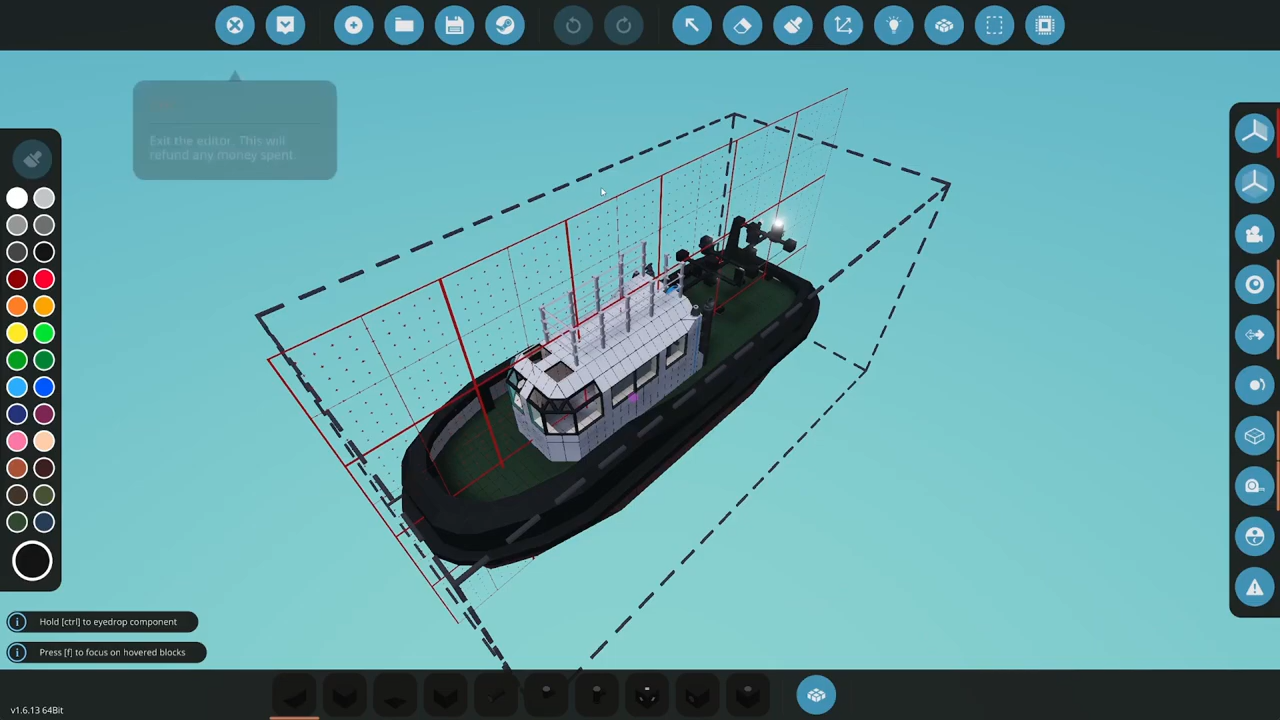 Exit the editor. This will
refund any money spent.
Hold [ctrl] to eyedrop component
Press [f] to focus on hovered blocks
v1.6.13 64Bit